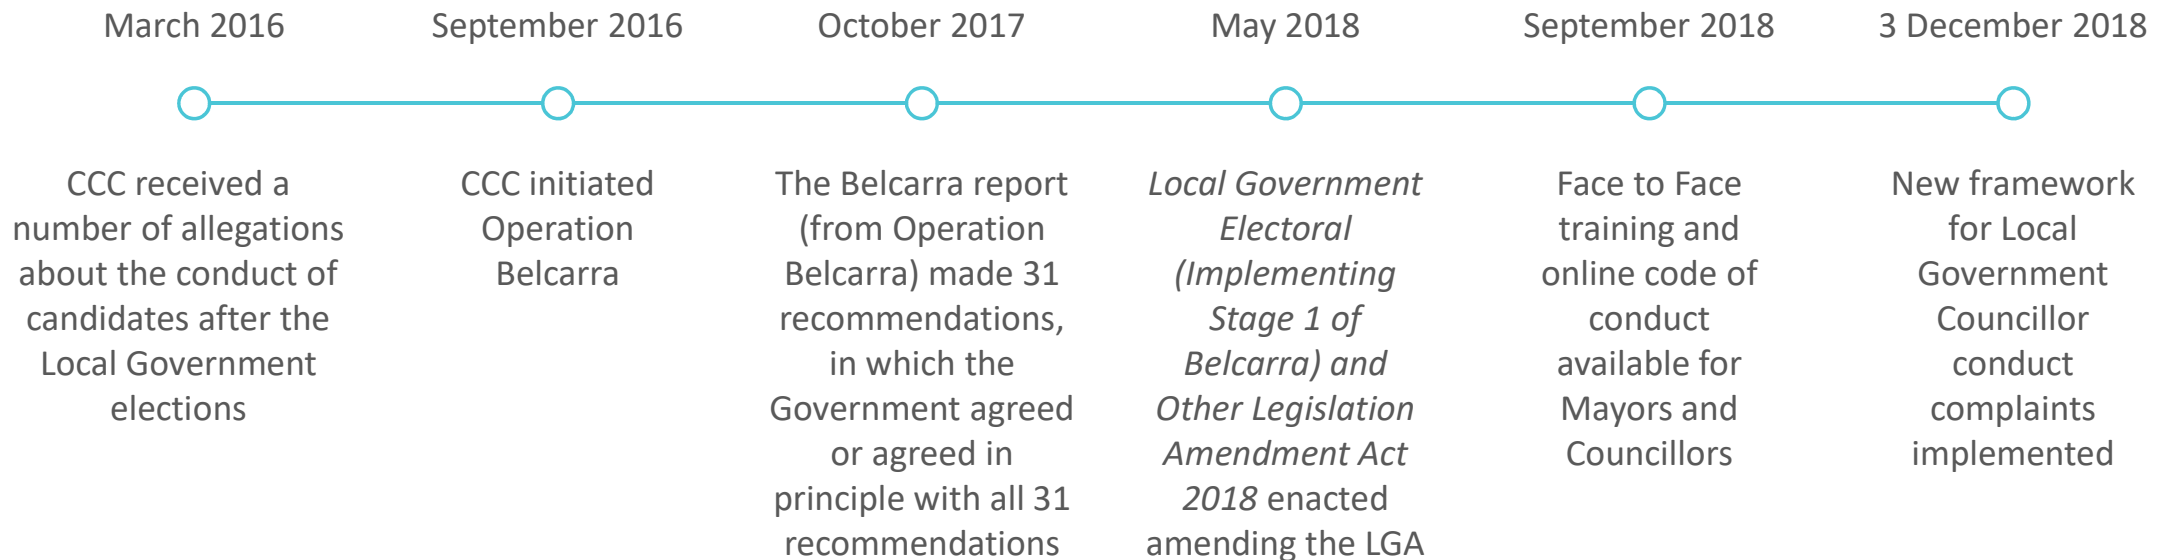 March 2016
CCC received a
number of allegations
about the conduct of
candidates after the
Local Government
elections
September 2016
CCC initiated
Operation
Belcarra
October 2017
The Belcarra report
(from Operation
Belcarra) made 31
recommendations,
in which the
Government agreed
or agreed in
principle with all 31
recommendations
May 2018
Local Government
Electoral
(Implementing
Stage 1 of
Belcarra) and
Other Legislation
Amendment Act
2018 enacted
amending the LGA
September 2018
Face to Face
training and
online code of
conduct
available for
Mayors and
Councillors
3 December 2018
New framework
for Local
Government
Councillor
conduct
complaints
implemented